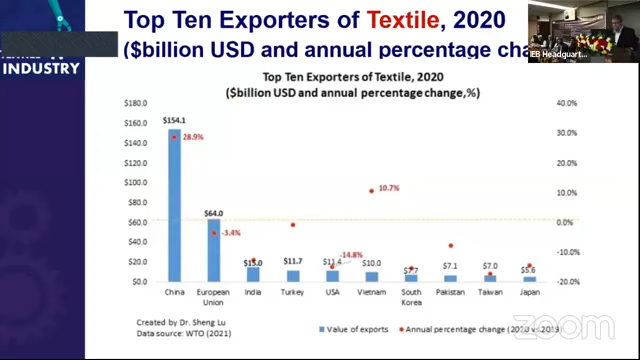 Top Ten Exporters of Textile, 2020
($billion USD and annual percentage
INDUSTRY
EB Headquart...
Top Ten Exporters of Textile, 2020
($billion USD and annual percentage change,%)
$180.0
$160.0
$140.0
$120.0
$100.0
$80.0
$60.0
$40.0
$20.0
$0.0
40.0%
30.0%
20.0%
10.0%
0.0%
-10.0%
-20.0%
$154.1
28.9%
$64.0
-3.4%
$15.0
$11.7
$11.4
-14.8%
$10.0
10.7%
$7.7
$7.1
$7.0
$5.6
China
European Union
India
Turkey
USA
Vietnam
South Korea
Pakistan
Taiwan
Japan
Created by Dr. Sheng Lu
Data source: WTO (2021)
Value of exports
Annual percentage change (2020 vs 2019)
zoom